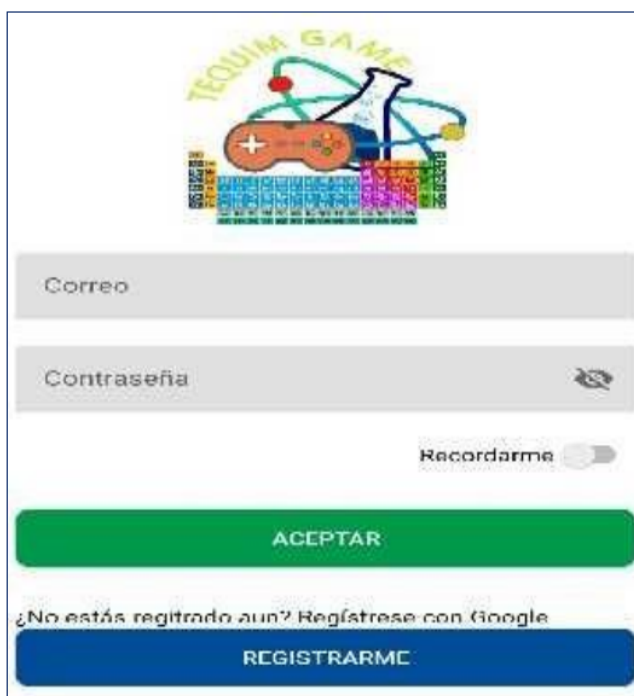 TEQUIM GAME
Correo
Contraseña
Recordarme
ACEPTAR
¿No estás regitrado aun? Regístrese con Google
REGISTRARME